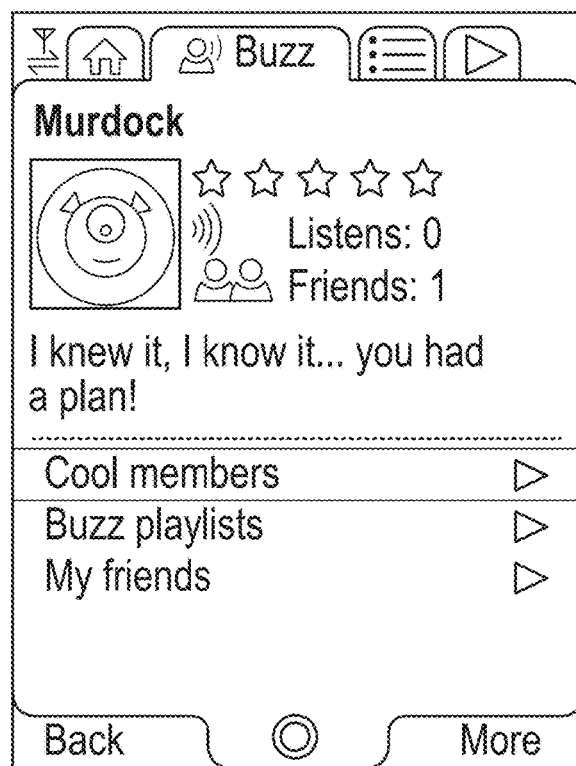 Buzz
Murdock
Listens: 0
Friends: 1
I knew it, I know it... you had
a plan!
Cool members
Buzz playlists
My friends
Back
More